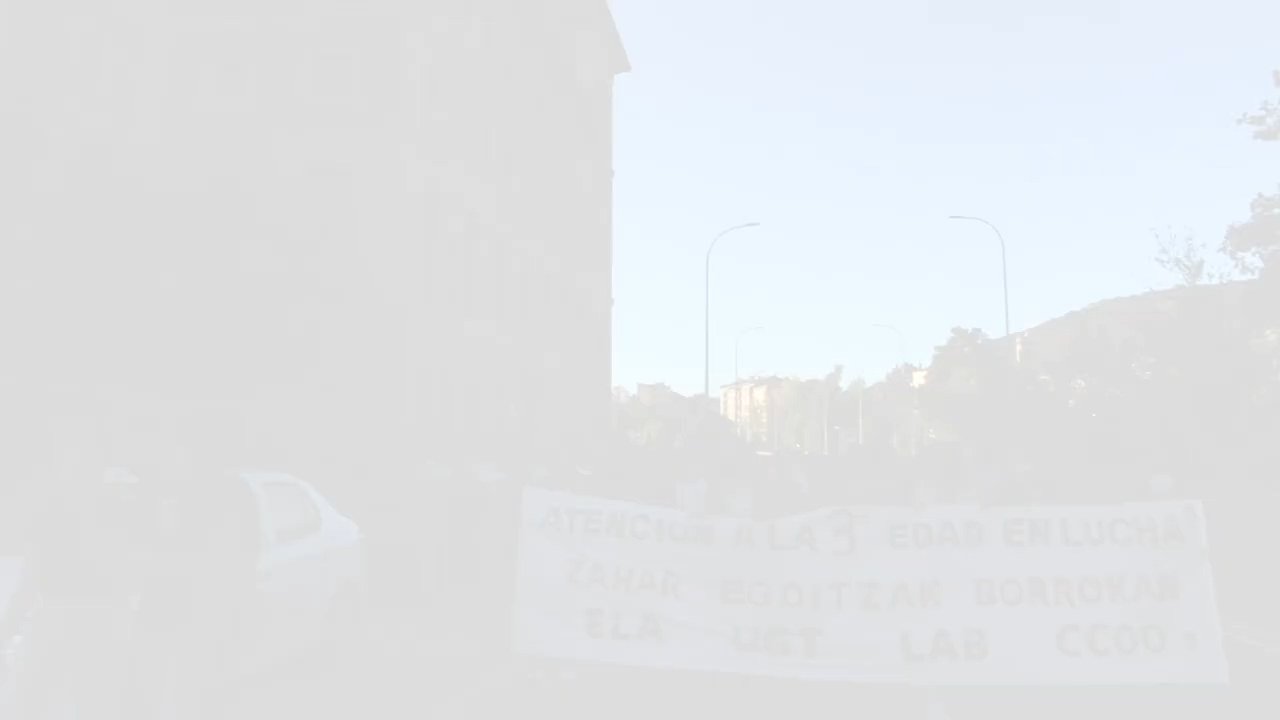 ATENCION A LA 3 EDAD EN LUCHA
ZAHAR EGOITZAK BORROKAN
ELA UGT LAB CCOO